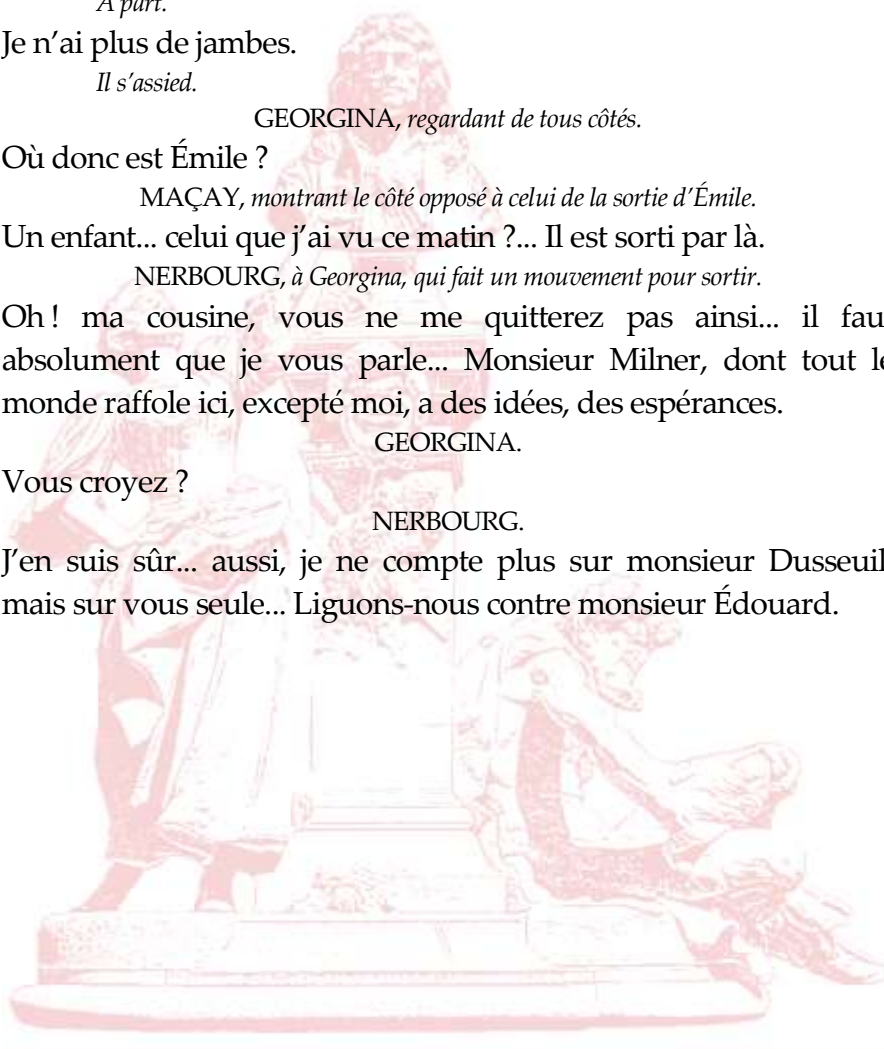 À part.
Je n’ai plus de jambes.
Il s’assied.
GEORGINA, regardant de tous côtés.
Où donc est Émile ?
MAÇAY, montrant le côté opposé à celui de la sortie d’Émile.
Un enfant... celui que j’ai vu ce matin ?... Il est sorti par là.
NERBOURG, à Georgina, qui fait un mouvement pour sortir.
Oh ! ma cousine, vous ne me quitterez pas ainsi... il fau
absolument que je vous parle... Monsieur Milner, dont tout le
monde raffole ici, excepté moi, a des idées, des espérances.
GEORGINA.
Vous croyez ?
NERBOURG.
J’en suis sûr... aussi, je ne compte plus sur monsieur Dusseuil
mais sur vous seule... Liguons-nous contre monsieur Édouard.